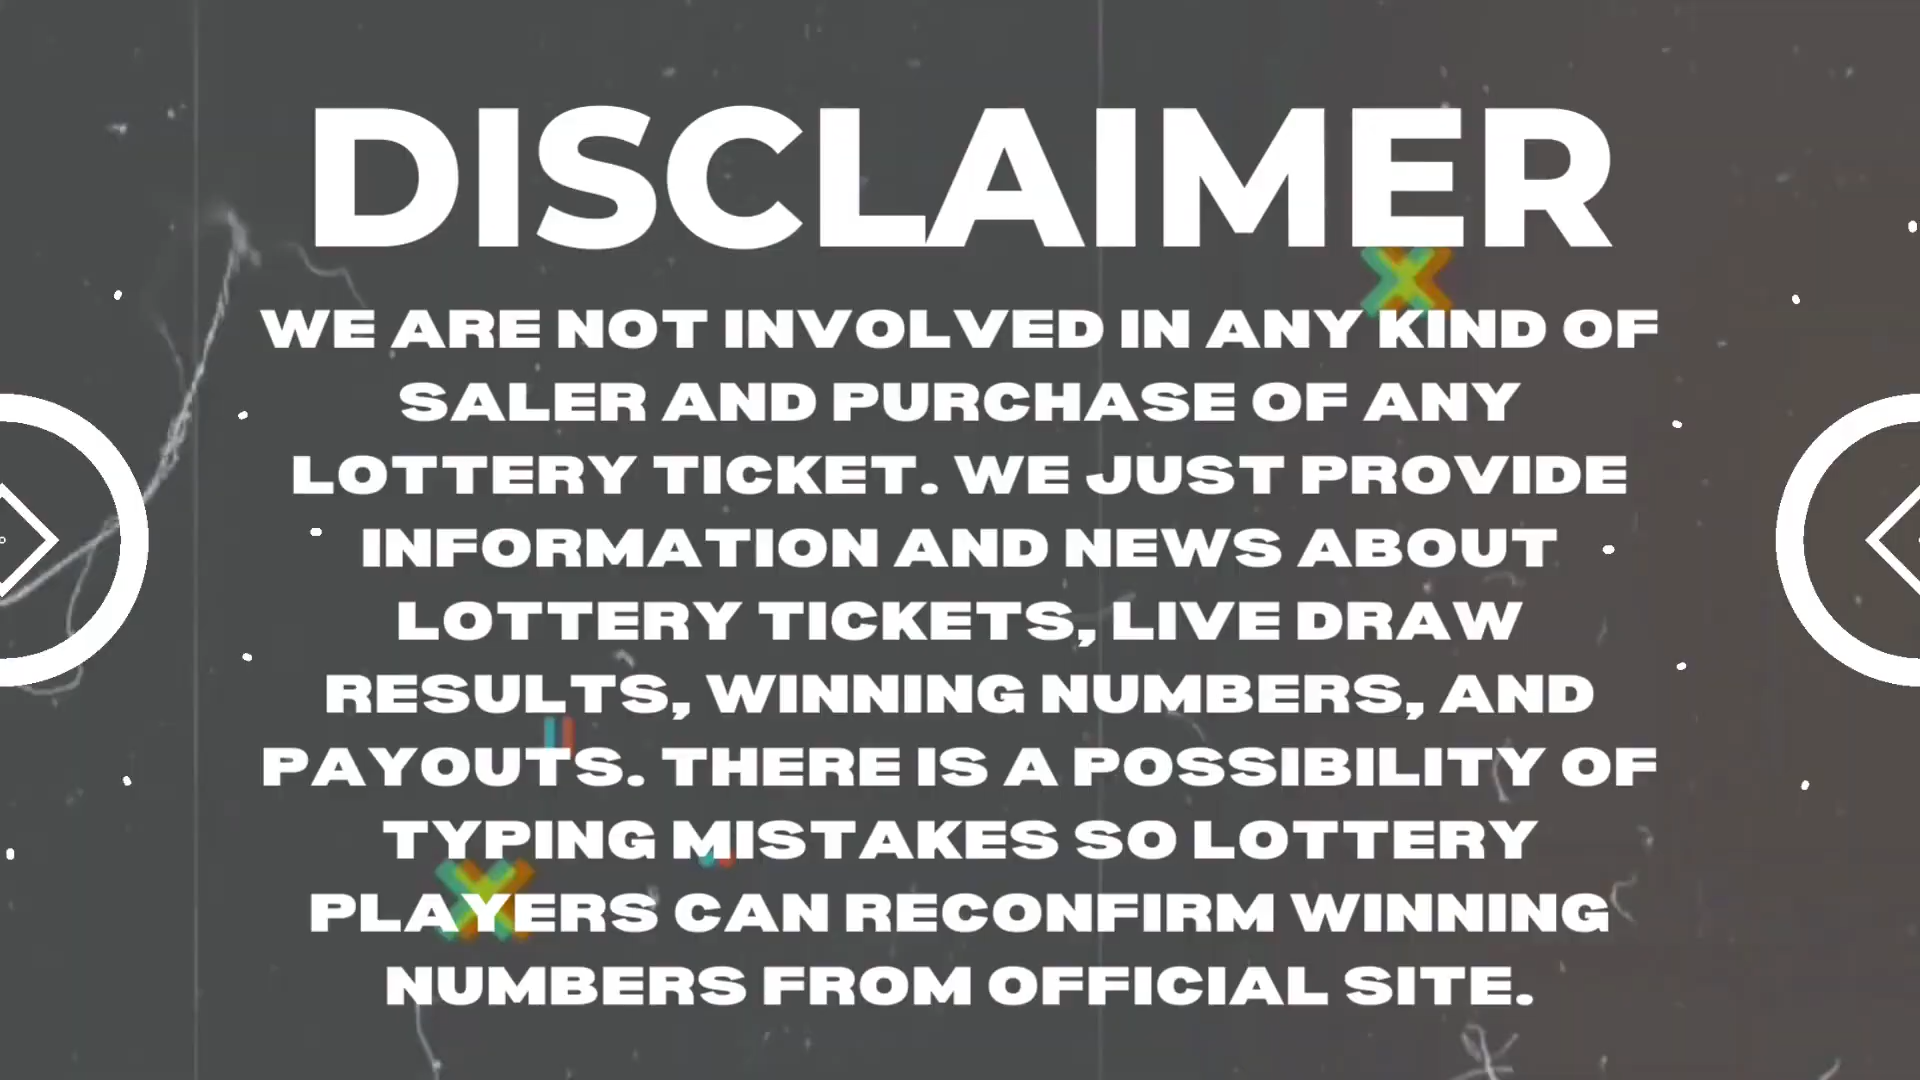 DISCLAIMER
WE ARE NOT INVOLVED IN ANY KIND OF
SALER AND PURCHASE OF ANY
LOTTERY TICKET. WE JUST PROVIDE
INFORMATION AND NEWS ABOUT
LOTTERY TICKETS, LIVE DRAW
RESULTS, WINNING NUMBERS, AND
PAYOUTS. THERE IS A POSSIBILITY OF
TYPING MISTAKES SO LOTTERY
PLAYERS CAN RECONFIRM WINNING
NUMBERS FROM OFFICIAL SITE.